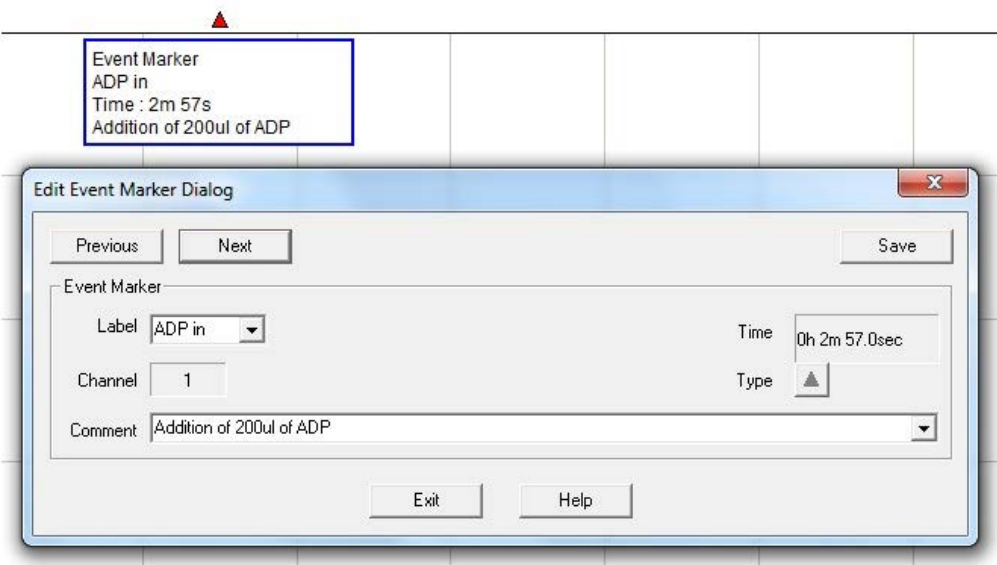 Event Marker
ADP in
Time : 2m 57s
Addition of 200ul of ADP
Edit Event Marker Dialog
Previous Next Save
Event Marker
Label ADP in Time 0h 2m 57.0sec
Channel 1 Type
Comment Addition of 200ul of ADP
Exit Help